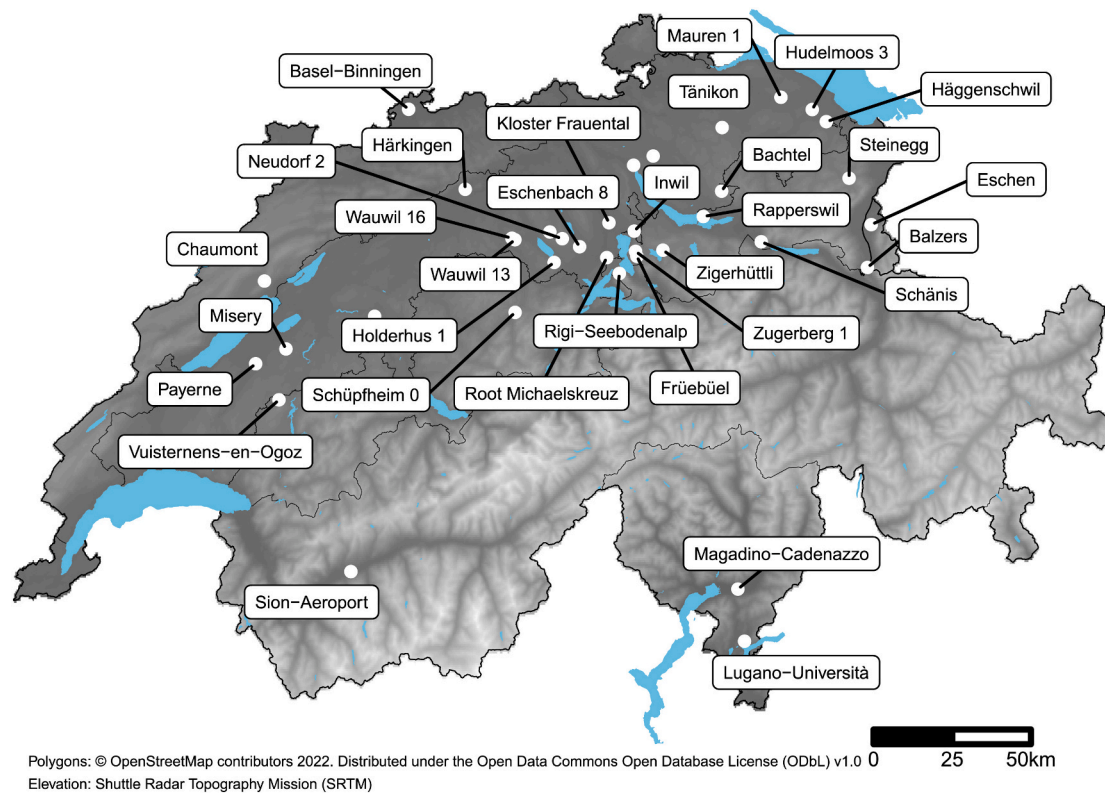 Mauren 1
Hudelmoos 3
Basel−Binningen
Tänikon
Häggenschwil
Kloster Frauental
Härkingen
Steinegg
Neudorf 2
Bachtel
Eschenbach 8
Inwil
Eschen
Wauwil 16
Rapperswil
Chaumont
Balzers
Wauwil 13
Zigerhüttli
Schänis
Misery
Holderhus 1
Rigi−Seebodenalp
Zugerberg 1
Payerne
Schüpfheim 0
Root Michaelskreuz
Früebüel
Vuisternens−en−Ogoz
Magadino−Cadenazzo
Sion−Aeroport
Lugano−Università
Polygons: © OpenStreetMap contributors 2022. Distributed under the Open Data Commons Open Database License (ODbL) v1.0
0 25 50km
Elevation: Shuttle Radar Topography Mission (SRTM)